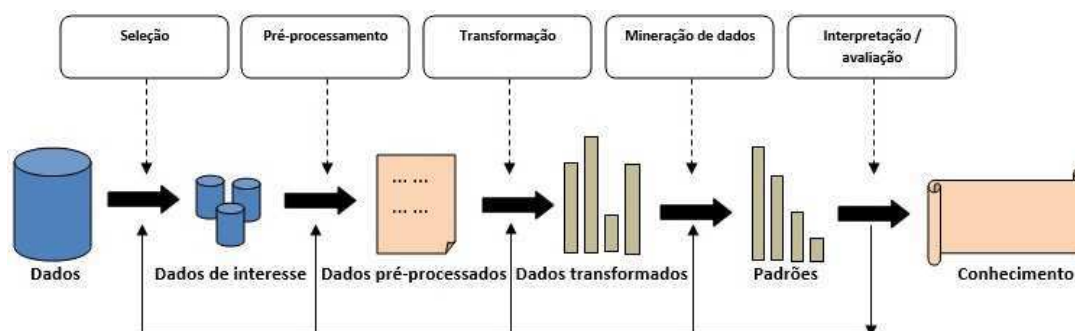 Seleção
Pré-processamento
Transformação
Mineração de dados
Interpretação /
avaliação
... ...
... ...
Dados
Dados de interesse
Dados pré-processados
Dados transformados
Padrões
Conhecimento